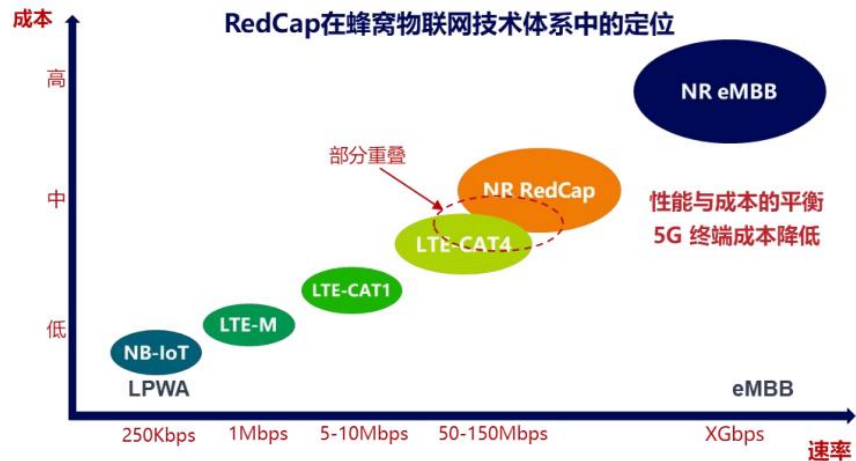 RedCap在蜂窝物联网技术体系中的定位
成本
高
中
低
NR eMBB
部分重叠
NR RedCap
性能与成本的平衡
5G 终端成本降低
LTE-CAT4
LTE-CAT1
LTE-M
NB-IoT
LPWA
eMBB
250Kbps
1Mbps
5-10Mbps
50-150Mbps
XGbps
速率